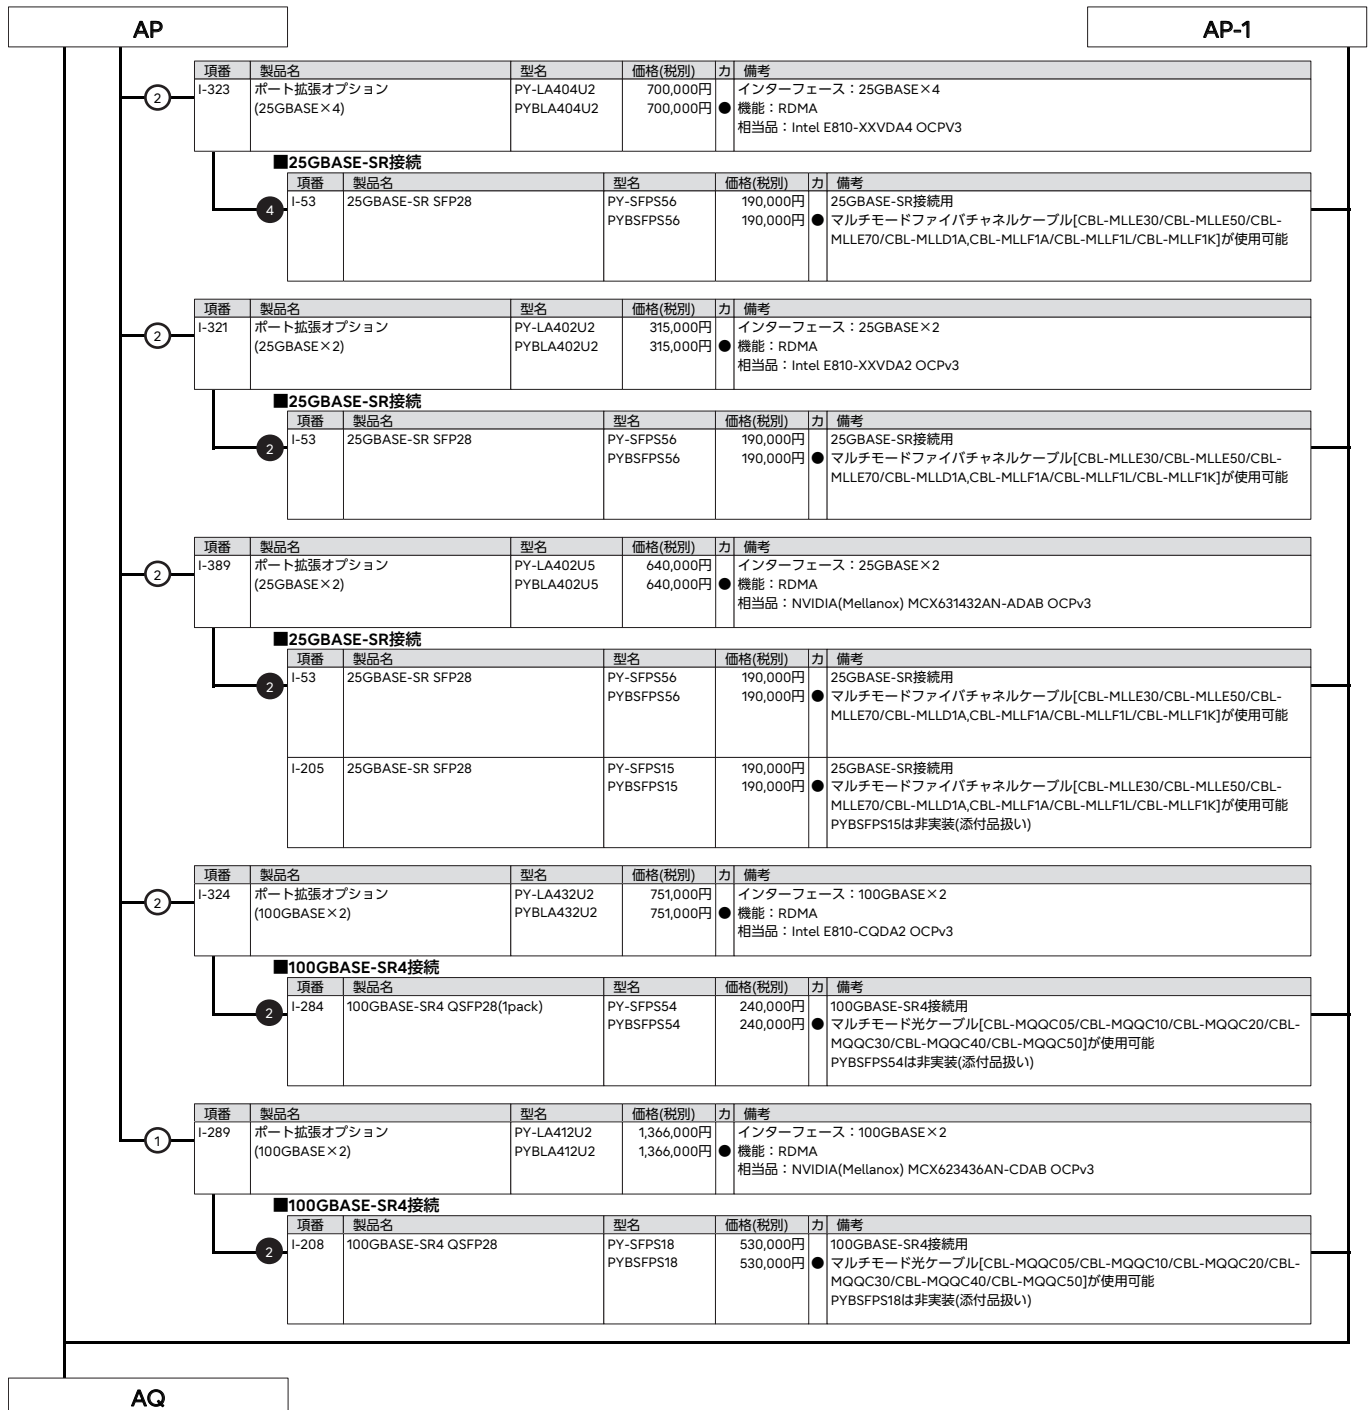 AP
AP-1
項番 製品名 型名 価格(税別) カ 備考
2 I-323 ポート拡張オプション PY-LA404U2 700,000円 インターフェース：25GBASE×4
(25GBASE×4) PYBLA404U2 700,000円 ● 機能：RDMA
相当品：Intel E810-XXVDA4 OCPV3
■25GBASE-SR接続
項番 製品名 型名 価格(税別) カ 備考
4 I-53 25GBASE-SR SFP28 PY-SFPS56 190,000円 25GBASE-SR接続用
PYBSFPS56 190,000円 ● マルチモードファイバチャネルケーブル[CBL-MLLE30/CBL-MLLE50/CBL-
MLLE70/CBL-MLLD1A,CBL-MLLF1A/CBL-MLLF1L/CBL-MLLF1K]が使用可能
項番 製品名 型名 価格(税別) カ 備考
2 I-321 ポート拡張オプション PY-LA402U2 315,000円 インターフェース：25GBASE×2
(25GBASE×2) PYBLA402U2 315,000円 ● 機能：RDMA
相当品：Intel E810-XXVDA2 OCPv3
■25GBASE-SR接続
項番 製品名 型名 価格(税別) カ 備考
2 I-53 25GBASE-SR SFP28 PY-SFPS56 190,000円 25GBASE-SR接続用
PYBSFPS56 190,000円 ● マルチモードファイバチャネルケーブル[CBL-MLLE30/CBL-MLLE50/CBL-
MLLE70/CBL-MLLD1A,CBL-MLLF1A/CBL-MLLF1L/CBL-MLLF1K]が使用可能
項番 製品名 型名 価格(税別) カ 備考
2 I-389 ポート拡張オプション PY-LA402U5 640,000円 インターフェース：25GBASE×2
(25GBASE×2) PYBLA402U5 640,000円 ● 機能：RDMA
相当品：NVIDIA(Mellanox) MCX631432AN-ADAB OCPv3
■25GBASE-SR接続
項番 製品名 型名 価格(税別) カ 備考
2 I-53 25GBASE-SR SFP28 PY-SFPS56 190,000円 25GBASE-SR接続用
PYBSFPS56 190,000円 ● マルチモードファイバチャネルケーブル[CBL-MLLE30/CBL-MLLE50/CBL-
MLLE70/CBL-MLLD1A,CBL-MLLF1A/CBL-MLLF1L/CBL-MLLF1K]が使用可能
I-205 25GBASE-SR SFP28 PY-SFPS15 190,000円 25GBASE-SR接続用
PYBSFPS15 190,000円 ● マルチモードファイバチャネルケーブル[CBL-MLLE30/CBL-MLLE50/CBL-
MLLE70/CBL-MLLD1A,CBL-MLLF1A/CBL-MLLF1L/CBL-MLLF1K]が使用可能
PYBSFPS15は非実装(添付品扱い)
項番 製品名 型名 価格(税別) カ 備考
2 I-324 ポート拡張オプション PY-LA432U2 751,000円 インターフェース：100GBASE×2
(100GBASE×2) PYBLA432U2 751,000円 ● 機能：RDMA
相当品：Intel E810-CQDA2 OCPv3
■100GBASE-SR4接続
項番 製品名 型名 価格(税別) カ 備考
2 I-284 100GBASE-SR4 QSFP28(1pack) PY-SFPS54 240,000円 100GBASE-SR4接続用
PYBSFPS54 240,000円 ● マルチモード光ケーブル[CBL-MQQC05/CBL-MQQC10/CBL-MQQC20/CBL-
MQQC30/CBL-MQQC40/CBL-MQQC50]が使用可能
PYBSFPS54は非実装(添付品扱い)
項番 製品名 型名 価格(税別) カ 備考
1 I-289 ポート拡張オプション PY-LA412U2 1,366,000円 インターフェース：100GBASE×2
(100GBASE×2) PYBLA412U2 1,366,000円 ● 機能：RDMA
相当品：NVIDIA(Mellanox) MCX623436AN-CDAB OCPv3
■100GBASE-SR4接続
項番 製品名 型名 価格(税別) カ 備考
2 I-208 100GBASE-SR4 QSFP28 PY-SFPS18 530,000円 100GBASE-SR4接続用
PYBSFPS18 530,000円 ● マルチモード光ケーブル[CBL-MQQC05/CBL-MQQC10/CBL-MQQC20/CBL-
MQQC30/CBL-MQQC40/CBL-MQQC50]が使用可能
PYBSFPS18は非実装(添付品扱い)
AQ